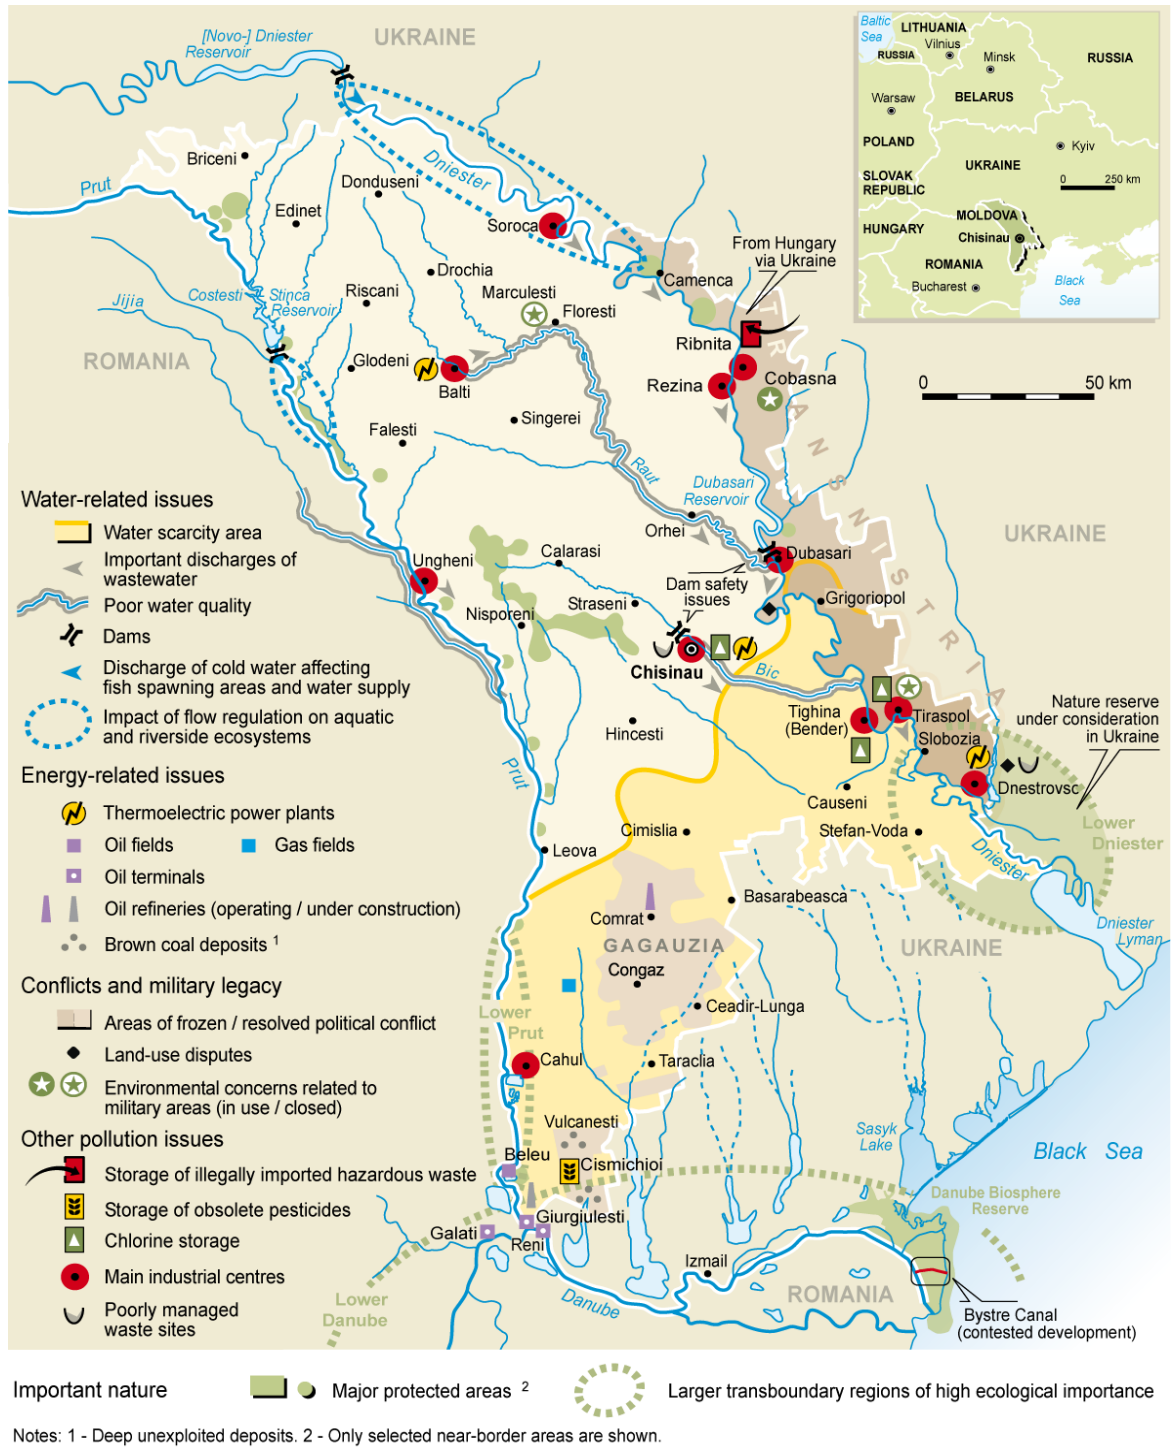 [Novo-] Dniester
Reservoir
UKRAINE
Baltic
Sea
LITHUANIA
Vilnius
RUSSIA
Minsk
RUSSIA
Warsaw
BELARUS
POLAND
Kyiv
UKRAINE
SLOVAK
REPUBLIC
0 250 km
MOLDOVA
HUNGARY
Chisinau
ROMANIA
Bucharest
Black
Sea
Briceni
Prut
Dniester
Donduseni
Edinet
Soroca
From Hungary
via Ukraine
Drochia
Camenca
Costesti
Stinca
Reservoir
Riscani
Marculesti
Floresti
Jijia
ROMANIA
Glodeni
Balti
Ribnita
Rezina
Cobasna
0 50 km
Singerei
Falesti
Raut
Dubasari
Reservoir
TRANSNISTRIA
UKRAINE
Orhei
Dubasari
Calarasi
Ungheni
Dam safety
issues
Straseni
Grigoriopol
Nisporeni
Chisinau
Bic
Tighina
(Bender)
Tiraspol
Slobozia
Nature reserve
under consideration
in Ukraine
Hincesti
Prut
Dnestrovsc
Causeni
Cimislia
Stefan-Voda
Lower
Dniester
Leova
Dniester
Basarabeasca
Comrat
GAGAUZIA
UKRAINE
Dniester
Lyman
Congaz
Ceadir-Lunga
Lower
Prut
Cahul
Taraclia
Vulcanesti
Sasyk
Lake
Black Sea
Beleu
Cismichioi
Danube Biosphere
Reserve
Giurgiulesti
Galati
Reni
Izmail
Danube
ROMANIA
Lower
Danube
Bystre Canal
(contested development)
Water-related issues
Water scarcity area
Important discharges of
wastewater
Poor water quality
Dams
Discharge of cold water affecting
fish spawning areas and water supply
Impact of flow regulation on aquatic
and riverside ecosystems
Energy-related issues
Thermoelectric power plants
Oil fields
Gas fields
Oil terminals
Oil refineries (operating / under construction)
Brown coal deposits 1
Conflicts and military legacy
Areas of frozen / resolved political conflict
Land-use disputes
Environmental concerns related to
military areas (in use / closed)
Other pollution issues
Storage of illegally imported hazardous waste
Storage of obsolete pesticides
Chlorine storage
Main industrial centres
Poorly managed
waste sites
Important nature
Major protected areas 2
Larger transboundary regions of high ecological importance
Notes: 1 - Deep unexploited deposits. 2 - Only selected near-border areas are shown.